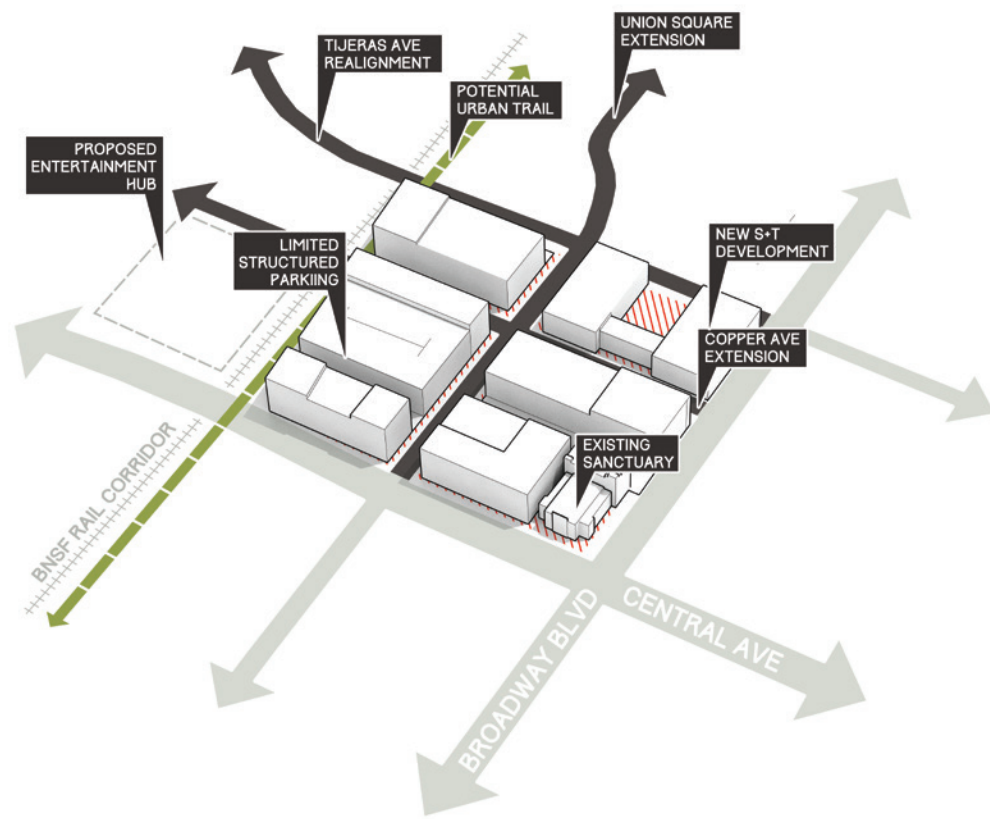 UNION SQUARE
EXTENSION
TIJERAS AVE
REALIGNMENT
POTENTIAL
URBAN TRAIL
PROPOSED
ENTERTAINMENT
HUB
LIMITED
STRUCTURED
PARKIING
NEW S+T
DEVELOPMENT
COPPER AVE
EXTENSION
EXISTING
SANCTUARY
BNSF RAIL CORRIDOR
BROADWAY BLVD
CENTRAL AVE